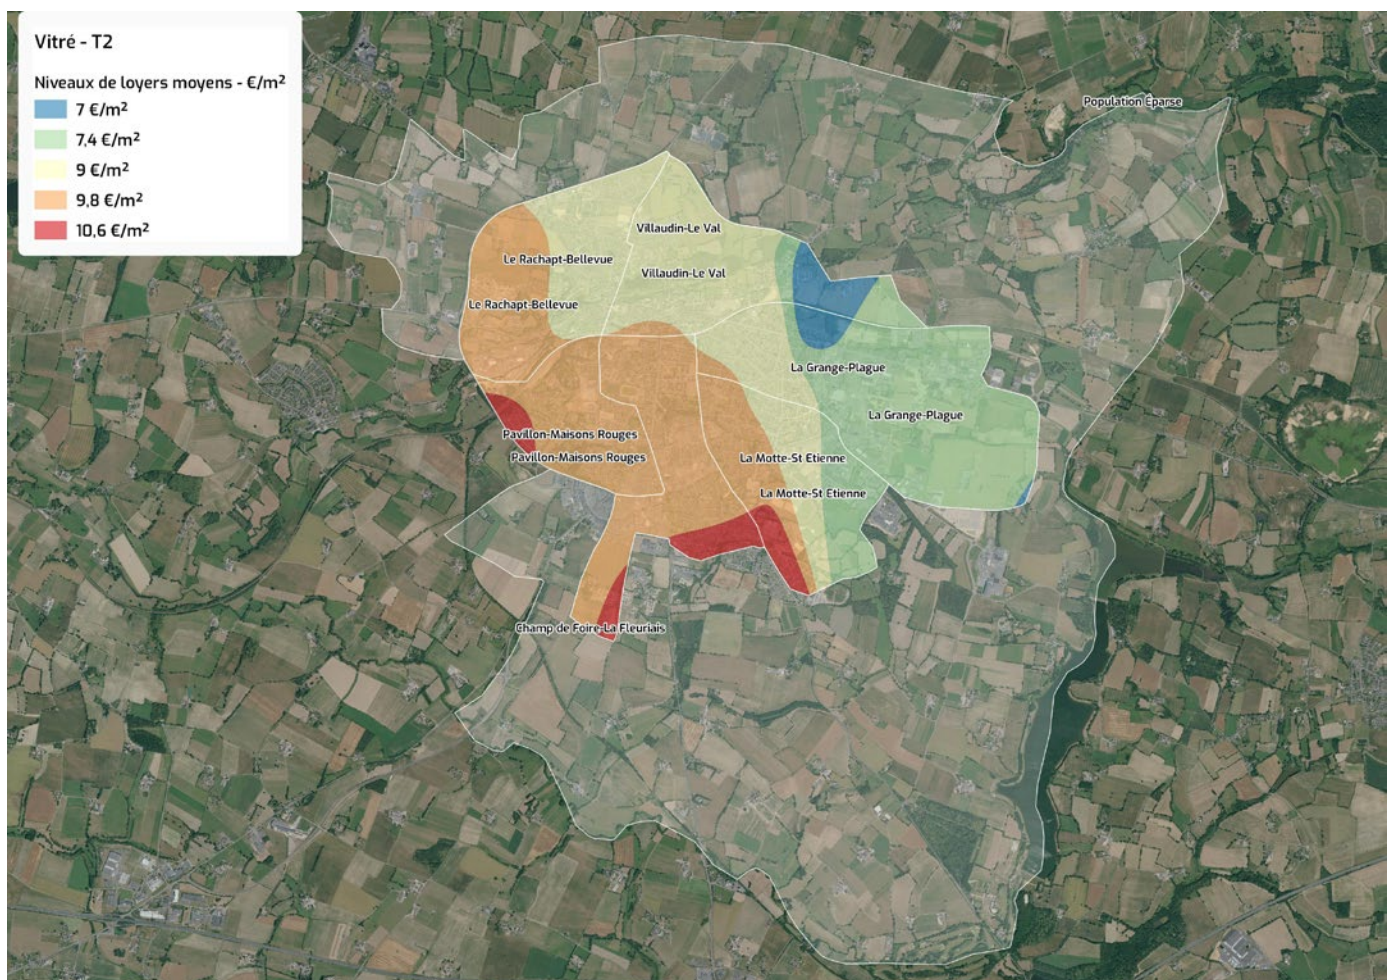 Vitré - T2
Niveaux de loyers moyens - €/m²
7 €/m²
7,4 €/m²
9 €/m²
9,8 €/m²
10,6 €/m²
Population Éparse
Villaudin-Le Val
Le Rachapt-Bellevue
Villaudin-Le Val
Le Rachapt-Bellevue
La Grange-Plague
La Grange-Plague
Pavillon-Maisons Rouges
Pavillon-Maisons Rouges
La Motte-St Etienne
La Motte-St Etienne
Champ de Foire-La Fleuriais